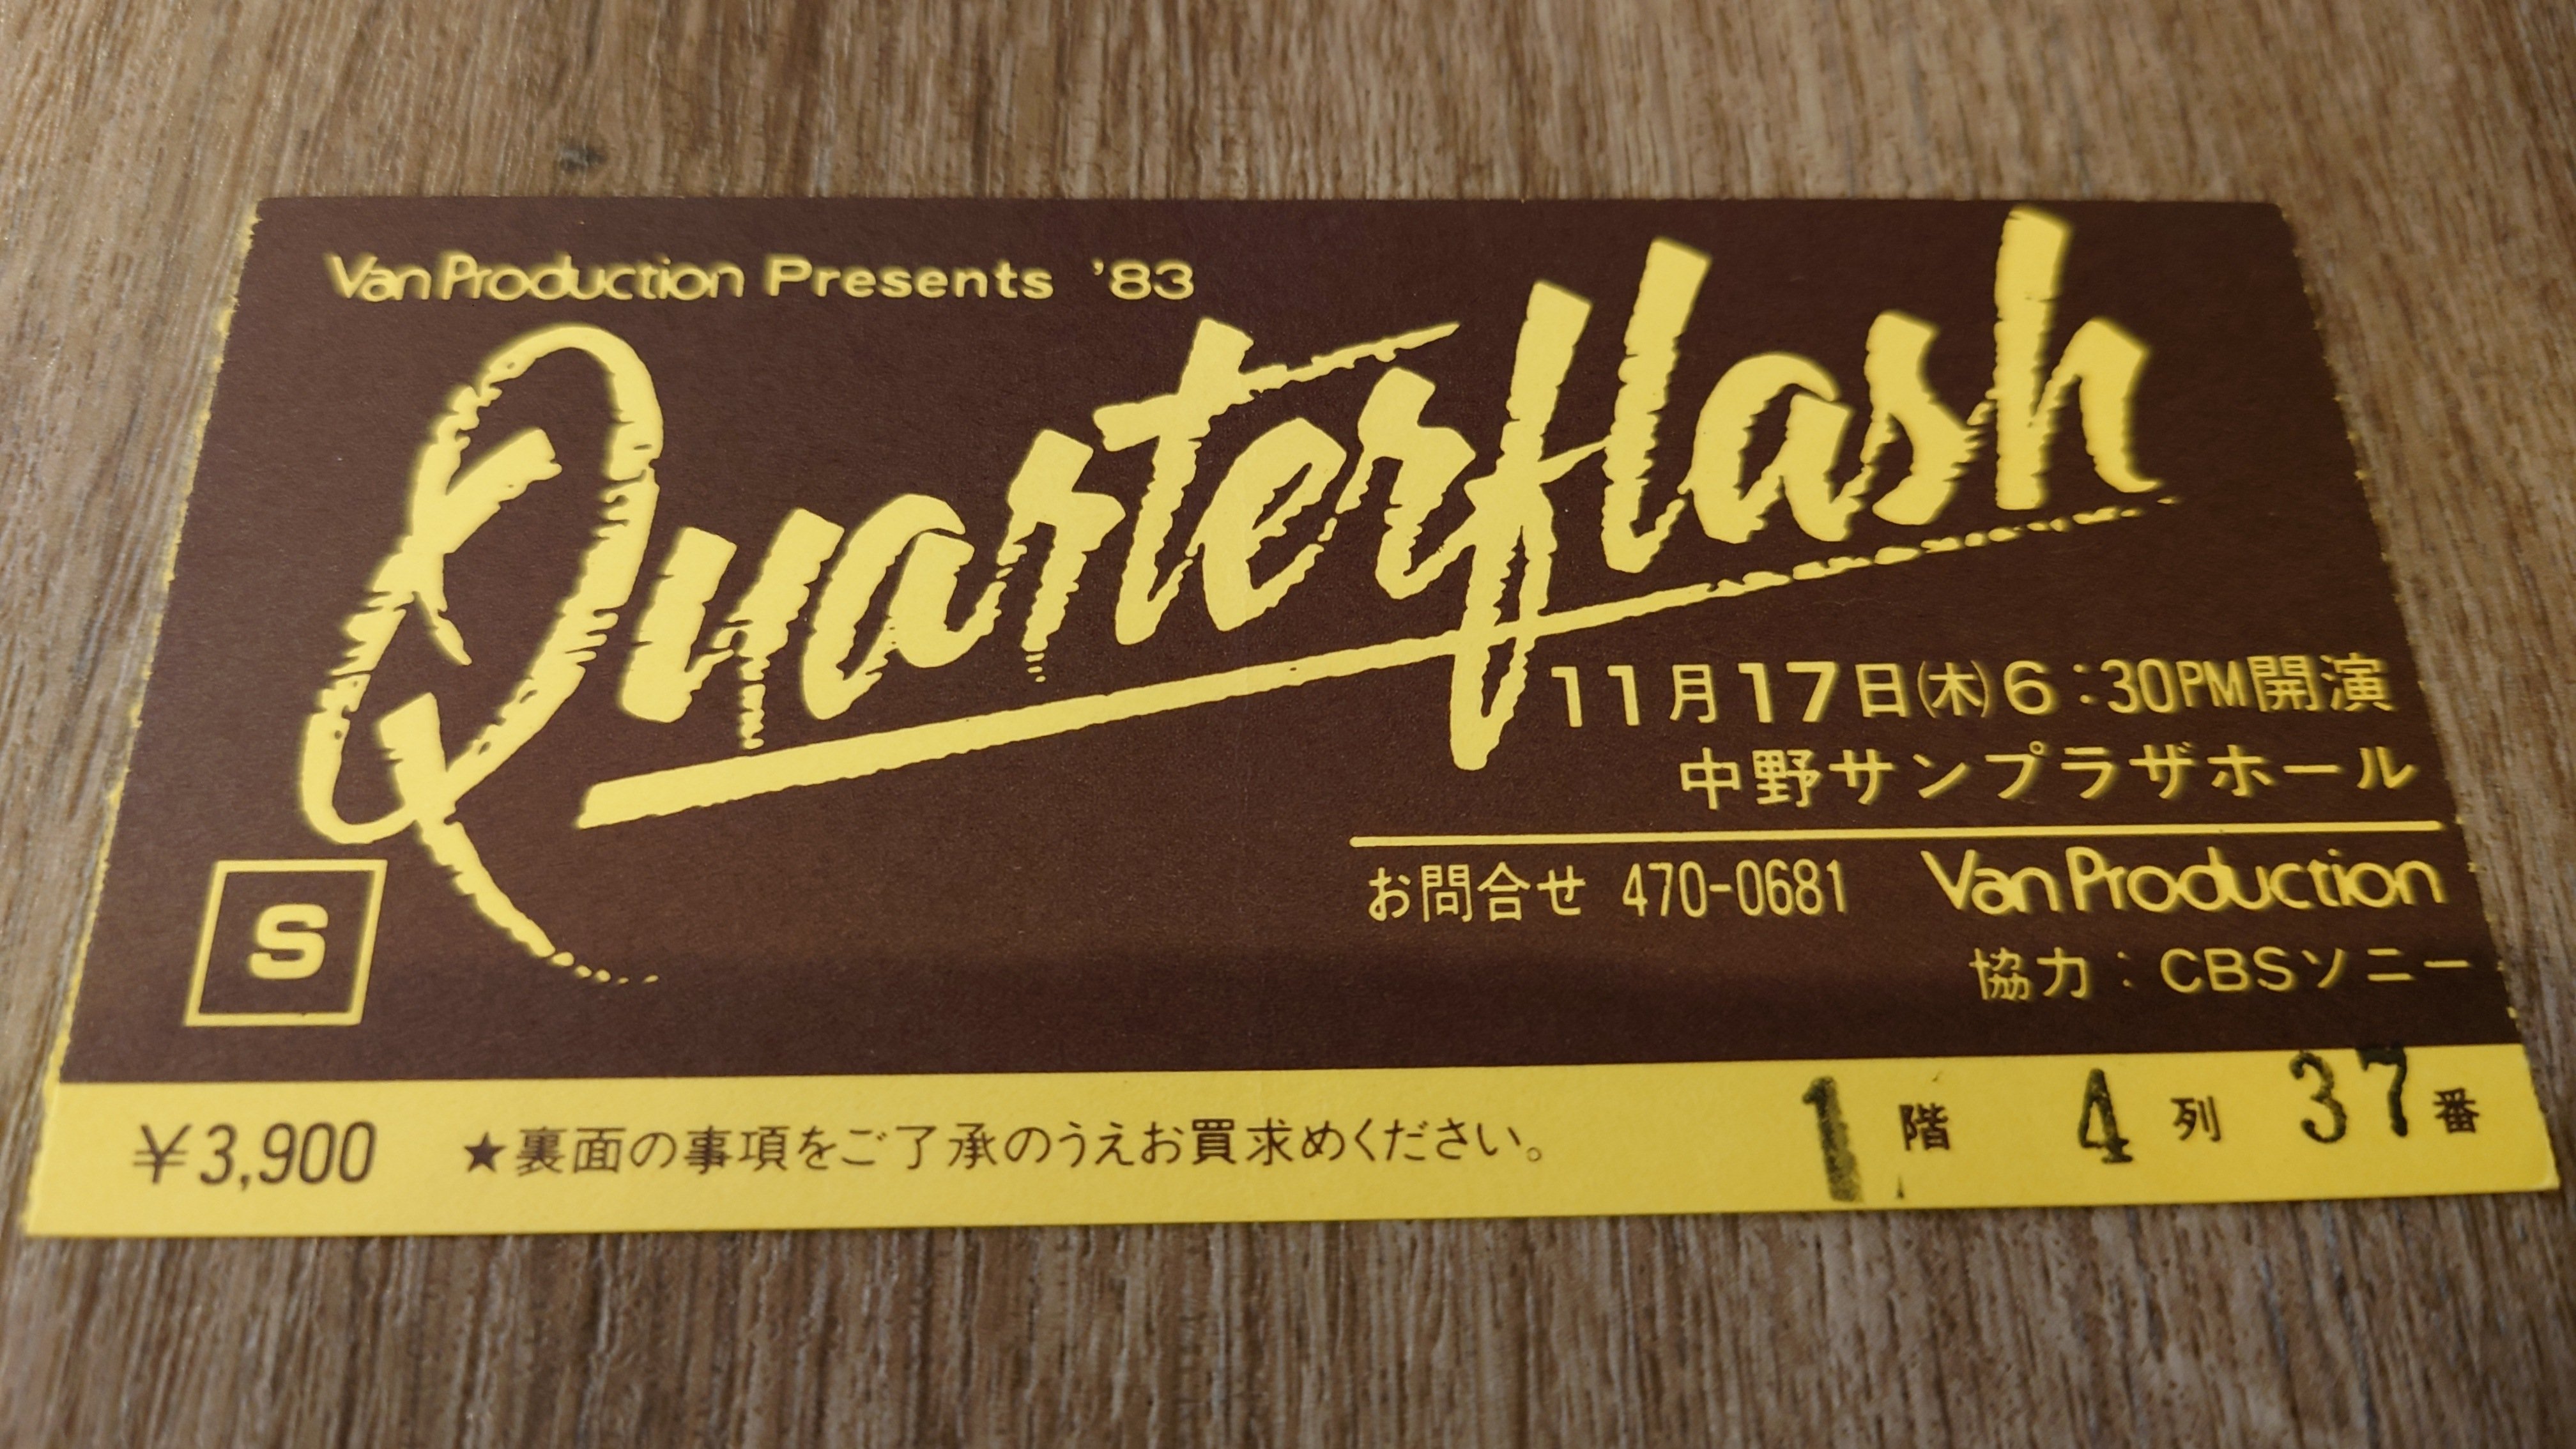 Van Production Presents '83
Quarterflash
11月17日(木)6:30PM開演
中野サンプラザホール
お問合せ 470-0681 Van Production
協力：CBSソニー
S
¥3,900 ★裏面の事項をご了承のうえお買求めください。 1階 4列 37番